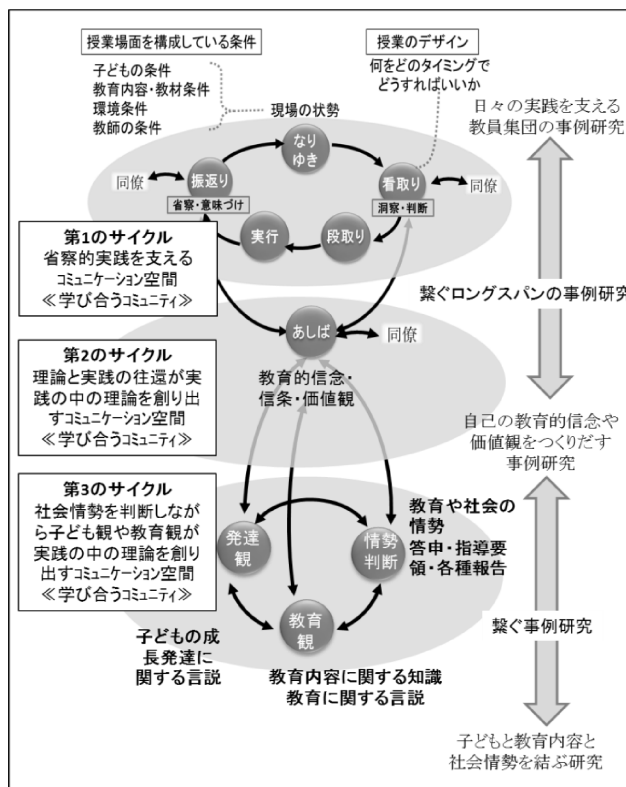 授業場面を構成している条件
子どもの条件
教育内容・教材条件
環境条件
教師の条件
現場の状勢
授業のデザイン
何をどのタイミングで
どうすればいいか
日々の実践を支える
教員集団の事例研究
なり
ゆき
同僚
振返り
省察・意味づけ
看取り
洞察・判断
同僚
実行
段取り
第1のサイクル
省察的実践を支える
コミュニケーション空間
≪学び合うコミュニティ≫
繋ぐロングスパンの事例研究
あしば
同僚
教育的信念・
信条・価値観
第2のサイクル
理論と実践の往還が実
践の中の理論を創り出
すコミュニケーション空間
≪学び合うコミュニティ≫
自己の教育的信念や
価値観をつくりだす
事例研究
第3のサイクル
社会情勢を判断しなが
ら子ども観や教育観が
実践の中の理論を創り
出すコミュニケーション空間
≪学び合うコミュニティ≫
発達
観
情勢
判断
教育
観
教育や社会の
情勢
答申・指導要
領・各種報告
繋ぐ事例研究
子どもの成
長発達に
関する言説
教育内容に関する知識
教育に関する言説
子どもと教育内容と
社会情勢を結ぶ研究